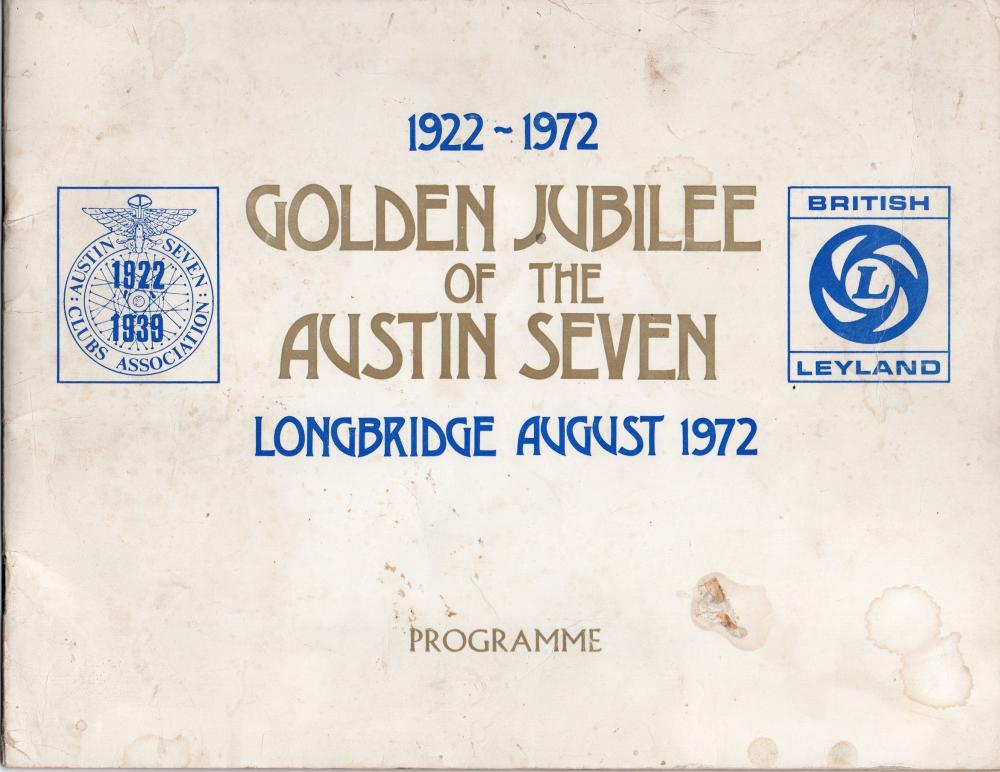 1922 ~ 1972
GOLDEN JUBILEE
OF THE
AUSTIN SEVEN
LONGBRIDGE AUGUST 1972
AUSTIN SEVEN
1922
1939
CLUBS ASSOCIATION
BRITISH
L
LEYLAND
PROGRAMME